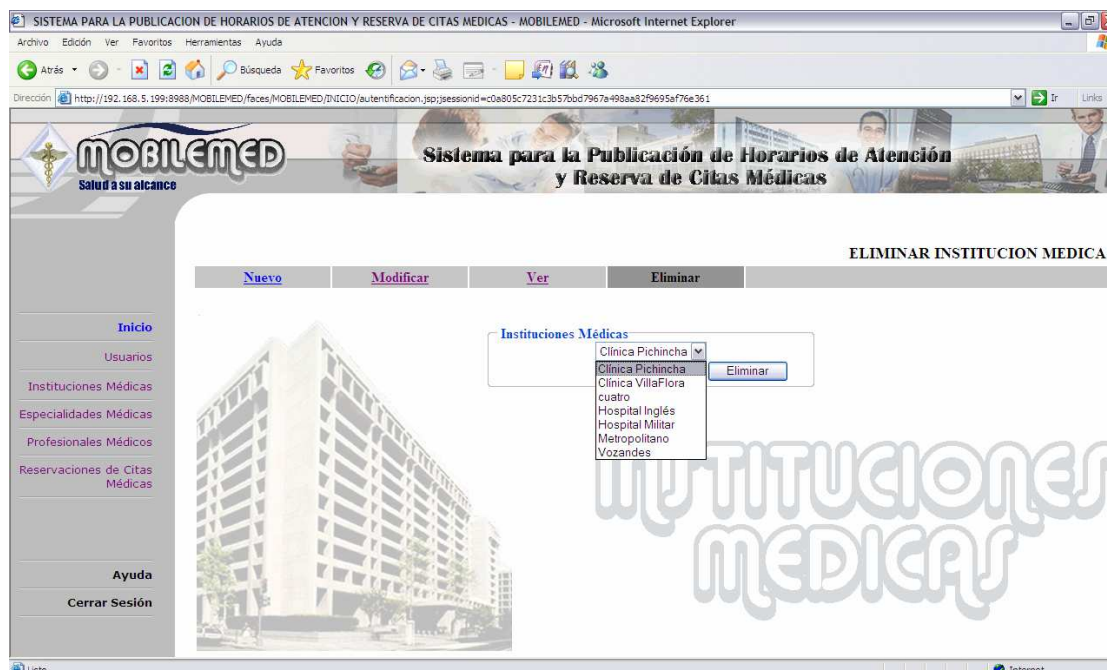 SISTEMA PARA LA PUBLICACION DE HORARIOS DE ATENCION Y RESERVA DE CITAS MEDICAS - MOBILEMED - Microsoft Internet Explorer
Archivo Edición Ver Favoritos Herramientas Ayuda
Atrás Búsqueda Favoritos
Dirección http://192.168.5.199:8988/MOBILEMED/faces/MOBILEMED/INICIO/autentificacion.jsp;jsessionid=c0a805c7231c3b57bbd7967a498aa82f9695af76e361 Ir Links
MOBILEMED
Salud a su alcance
Sistema para la Publicación de Horarios de Atención
y Reserva de Citas Médicas
ELIMINAR INSTITUCION MEDICA
Nuevo Modificar Ver Eliminar
Inicio
Usuarios
Instituciones Médicas
Especialidades Médicas
Profesionales Médicos
Reservaciones de Citas
Médicas
Ayuda
Cerrar Sesión
Instituciones Médicas
Clínica Pichincha
Clínica Pichincha
Eliminar
Clínica VillaFlora
cuatro
Hospital Inglés
Hospital Militar
Metropolitano
Vozandes
INSTITUCIONES
MEDICAS
Listo
Internet